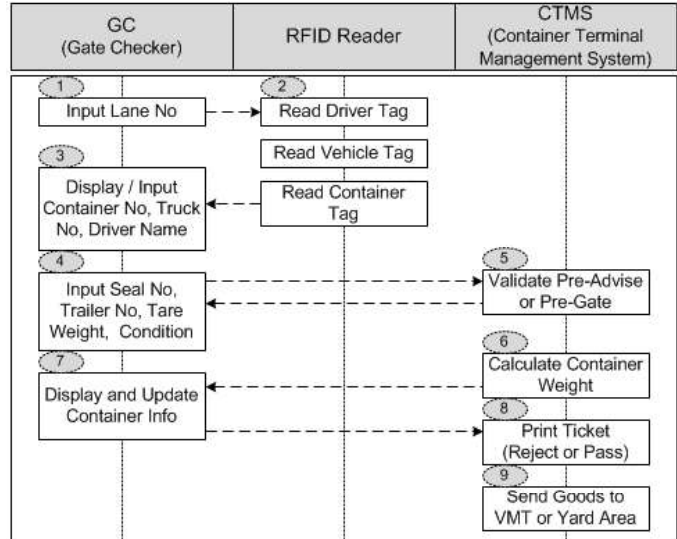 GC
(Gate Checker)
RFID Reader
CTMS
(Container Terminal
Management System)
1
Input Lane No
2
Read Driver Tag
Read Vehicle Tag
3
Display / Input
Container No, Truck
No, Driver Name
Read Container
Tag
4
Input Seal No,
Trailer No, Tare
Weight, Condition
5
Validate Pre-Advise
or Pre-Gate
6
Calculate Container
Weight
7
Display and Update
Container Info
8
Print Ticket
(Reject or Pass)
9
Send Goods to
VMT or Yard Area